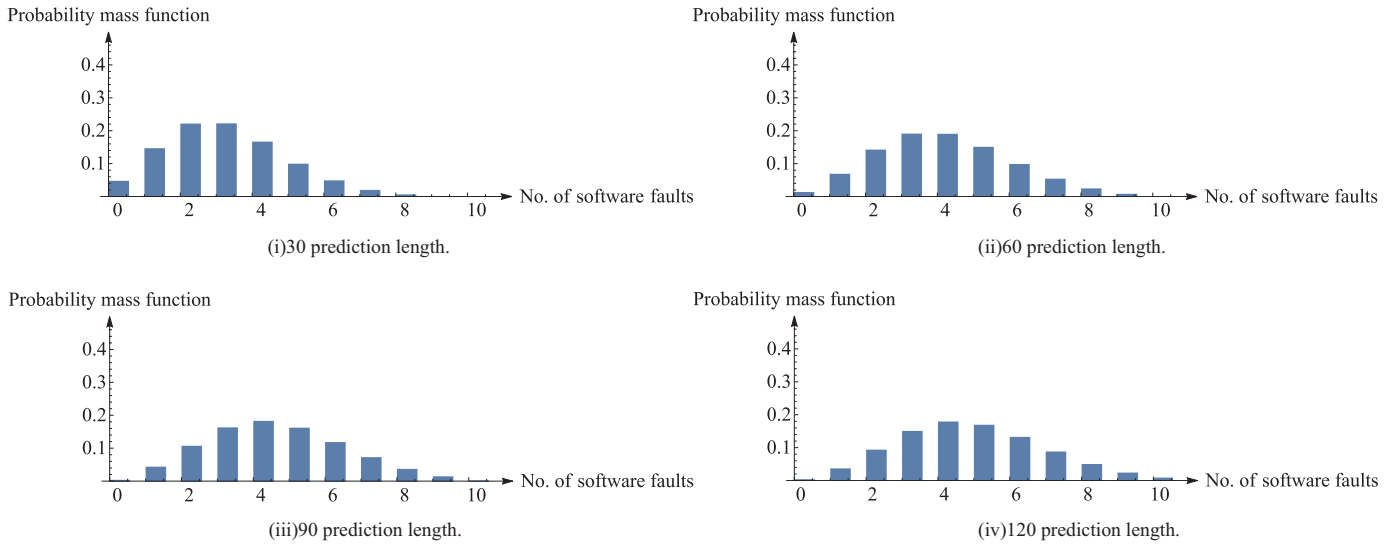 Probability mass function
0.4
0.3
0.2
0.1
0 2 4 6 8 10
No. of software faults
(i)30 prediction length.
Probability mass function
0.4
0.3
0.2
0.1
0 2 4 6 8 10
No. of software faults
(ii)60 prediction length.
Probability mass function
0.4
0.3
0.2
0.1
0 2 4 6 8 10
No. of software faults
(iii)90 prediction length.
Probability mass function
0.4
0.3
0.2
0.1
0 2 4 6 8 10
No. of software faults
(iv)120 prediction length.